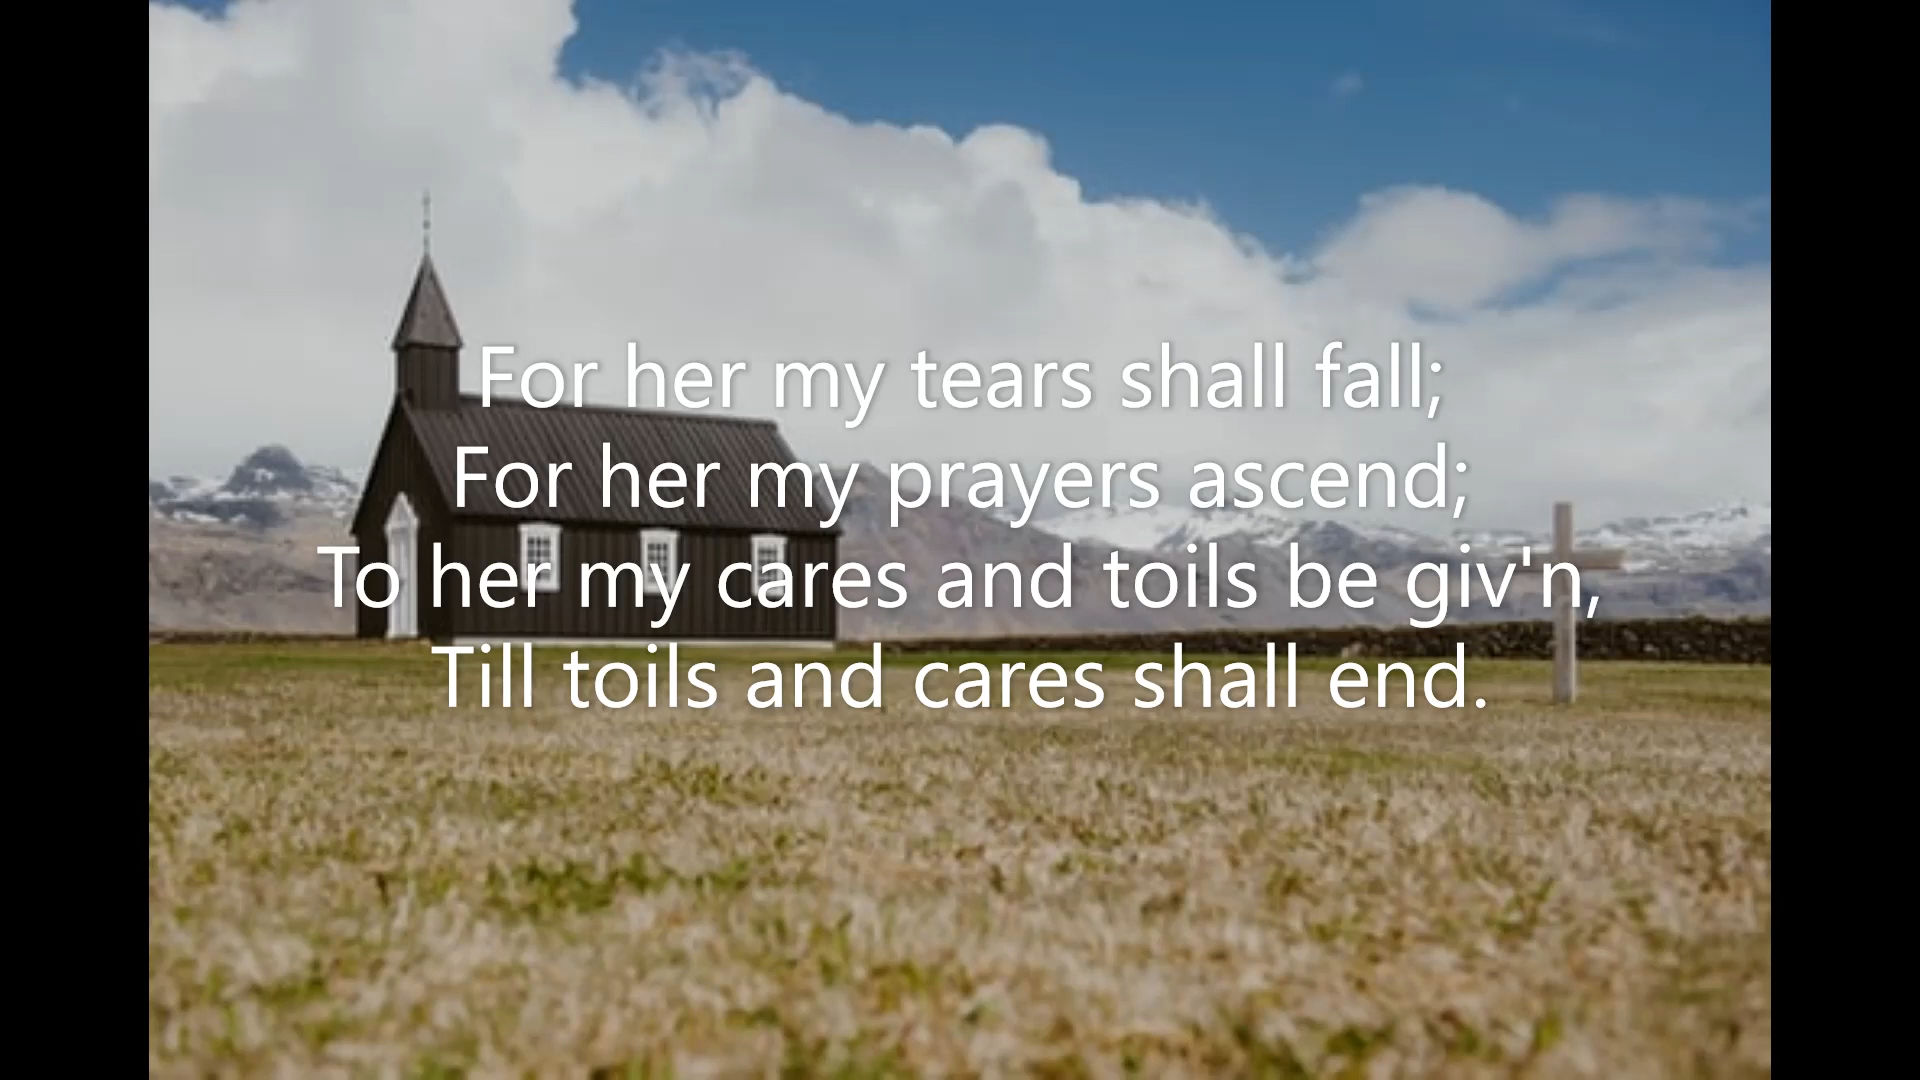 For her my tears shall fall;
For her my prayers ascend;
To her my cares and toils be giv'n,
Till toils and cares shall end.